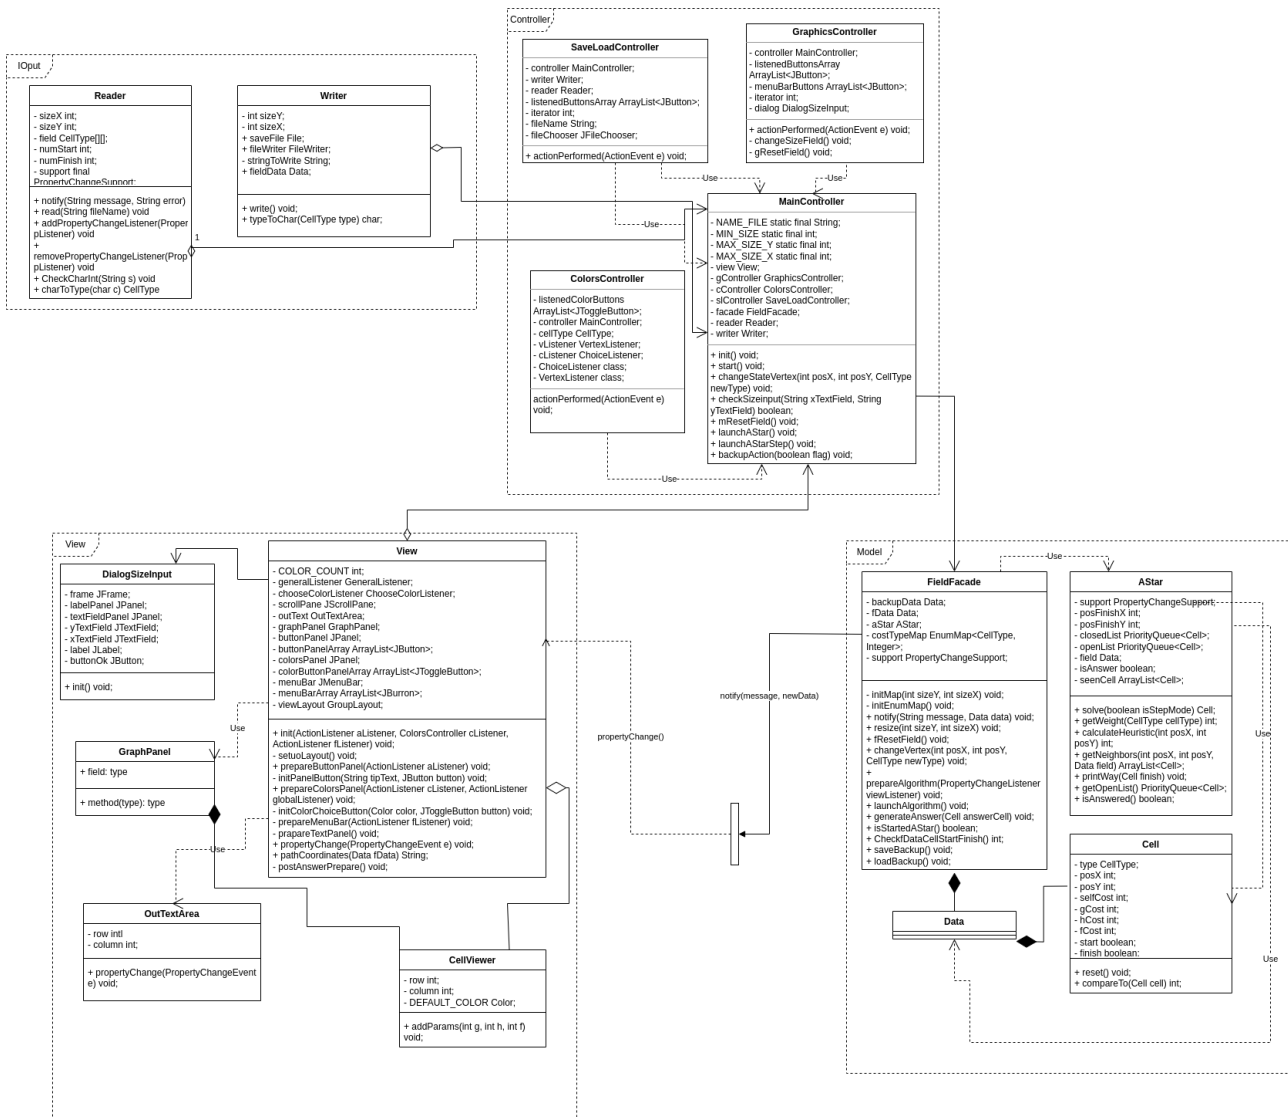 Controller
SaveLoadController
- controller MainController;
- writer Writer;
- reader Reader;
- listenedButtonsArray ArrayList<JButton>;
- iterator int;
- fileName String;
- fileChooser JFileChooser;
+ actionPerformed(ActionEvent e) void;
GraphicsController
- controller MainController;
- listenedButtonsArray
ArrayList<JButton>;
- menuBarButtons ArrayList<JButton>;
- iterator int;
- dialog DialogSizeInput;
+ actionPerformed(ActionEvent e) void;
- changeSizeField() void;
- gResetField() void;
IOput
Reader
- sizeX int;
- sizeY int;
- field CellType[][];
- numStart int;
- numFinish int;
- support final
PropertyChangeSupport;
+ notify(String message, String error)
+ read(String fileName) void
+ addPropertyChangeListener(Proper
pListener) void
+
removePropertyChangeListener(Prop
pListener) void
+ CheckCharInt(String s) void
+ charToType(char c) CellType
1
Writer
- int sizeY;
- int sizeX;
+ saveFile File;
+ fileWriter FileWriter;
- stringToWrite String;
+ fieldData Data;
+ write() void;
+ typeToChar(CellType type) char;
Use
Use
Use
MainController
- NAME_FILE static final String;
- MIN_SIZE static final int;
- MAX_SIZE_Y static final int;
- MAX_SIZE_X static final int;
- view View;
- gController GraphicsController;
- cController ColorsController;
- slController SaveLoadController;
- facade FieldFacade;
- reader Reader;
- writer Writer;
+ init() void;
+ start() void;
+ changeStateVertex(int posX, int posY, CellType
newType) void;
+ checkSizeinput(String xTextField, String
yTextField) boolean;
+ mResetField() void;
+ launchAStar() void;
+ launchAStarStep() void;
+ backupAction(boolean flag) void;
ColorsController
- listenedColorButtons
ArrayList<JToggleButton>;
- controller MainController;
- cellType CellType;
- vListener VertexListener;
- cListener ChoiceListener;
- ChoiceListener class;
- VertexListener class;
actionPerformed(ActionEvent e)
void;
Use
View
DialogSizeInput
- frame JFrame;
- labelPanel JPanel;
- textFieldPanel JPanel;
- yTextField JTextField;
- xTextField JTextField;
- label JLabel;
- buttonOk JButton;
+ init() void;
View
- COLOR_COUNT int;
- generalListener GeneralListener;
- chooseColorListener ChooseColorListener;
- scrollPane JScrollPane;
- outText OutTextArea;
- graphPanel GraphPanel;
- buttonPanel JPanel;
- buttonPanelArray ArrayList<JButton>;
- colorsPanel JPanel;
- colorButtonPanelArray ArrayList<JToggleButton>;
- menuBar JMenuBar;
- menuBarArray ArrayList<JBurron>;
- viewLayout GroupLayout;
+ init(ActionListener aListener, ColorsController cListener,
ActionListener fListener) void;
- setuoLayout() void;
+ prepareButtonPanel(ActionListener aListener) void;
- initPanelButton(String tipText, JButton button) void;
+ prepareColorsPanel(ActionListener cListener, ActionListener
globalListener) void;
- initColorChoiceButton(Color color, JToggleButton button) void;
- prepareMenuBar(ActionListener fListener) void;
- prapareTextPanel() void;
+ propertyChange(PropertyChangeEvent e) void;
- pathCoordinates(Data fData) String;
- postAnswerPrepare() void;
Use
Use
GraphPanel
+ field: type
+ method(type): type
OutTextArea
- row intl
- column int;
+ propertyChange(PropertyChangeEvent
e) void;
CellViewer
- row int;
- column int;
- DEFAULT_COLOR Color;
+ addParams(int g, int h, int f)
void;
propertyChange()
notify(message, newData)
Model
FieldFacade
- backupData Data;
- fData Data;
- aStar AStar;
- costTypeMap EnumMap<CellType,
Integer>;
- support PropertyChangeSupport;
- initMap(int sizeY, int sizeX) void;
- initEnumMap() void;
+ notify(String message, Data data) void;
+ resize(int sizeY, int sizeX) void;
+ fResetField() void;
+ changeVertex(int posX, int posY,
CellType newType) void;
+
prepareAlgorithm(PropertyChangeListener
viewListener) void;
+ launchAlgorithm() void;
+ generateAnswer(Cell answerCell) void;
+ isStartedAStar() boolean;
+ CheckfDataCellStartFinish() int;
- saveBackup() void;
+ loadBackup() void;
Use
AStar
- support PropertyChangeSupport;
- posFinishX int;
- posFinishY int;
- closedList PriorityQueue<Cell>;
- openList PriorityQueue<Cell>;
- field Data;
- isAnswer boolean;
- seenCell ArrayList<Cell>;
+ solve(boolean isStepMode) Cell;
+ getWeight(CellType cellType) int;
+ calculateHeuristic(int posX, int
posY) int;
+ getNeighbors(int posX, int posY,
Data field) ArrayList<Cell>;
+ printWay(Cell finish) void;
+ getOpenList() PriorityQueue<Cell>;
+ isAnswered() boolean;
Use
Cell
- type CellType;
- posX int;
- posY int;
- selfCost int;
- gCost int;
- hCost int;
- fCost int;
- start boolean;
- finish boolean;
+ reset() void;
+ compareTo(Cell cell) int;
Use
Data